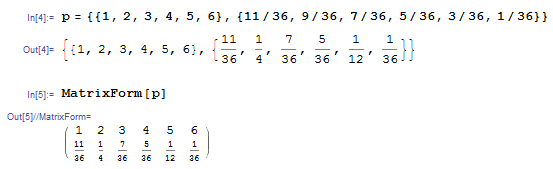 In[4]:= p = {{1, 2, 3, 4, 5, 6}, {11/36, 9/36, 7/36, 5/36, 3/36, 1/36}}
Out[4]= {{1, 2, 3, 4, 5, 6}, {11/36, 1/4, 7/36, 5/36, 1/12, 1/36}}
In[5]:= MatrixForm[p]
Out[5]//MatrixForm=
( 1 2 3 4 5 6
11/36 1/4 7/36 5/36 1/12 1/36 )